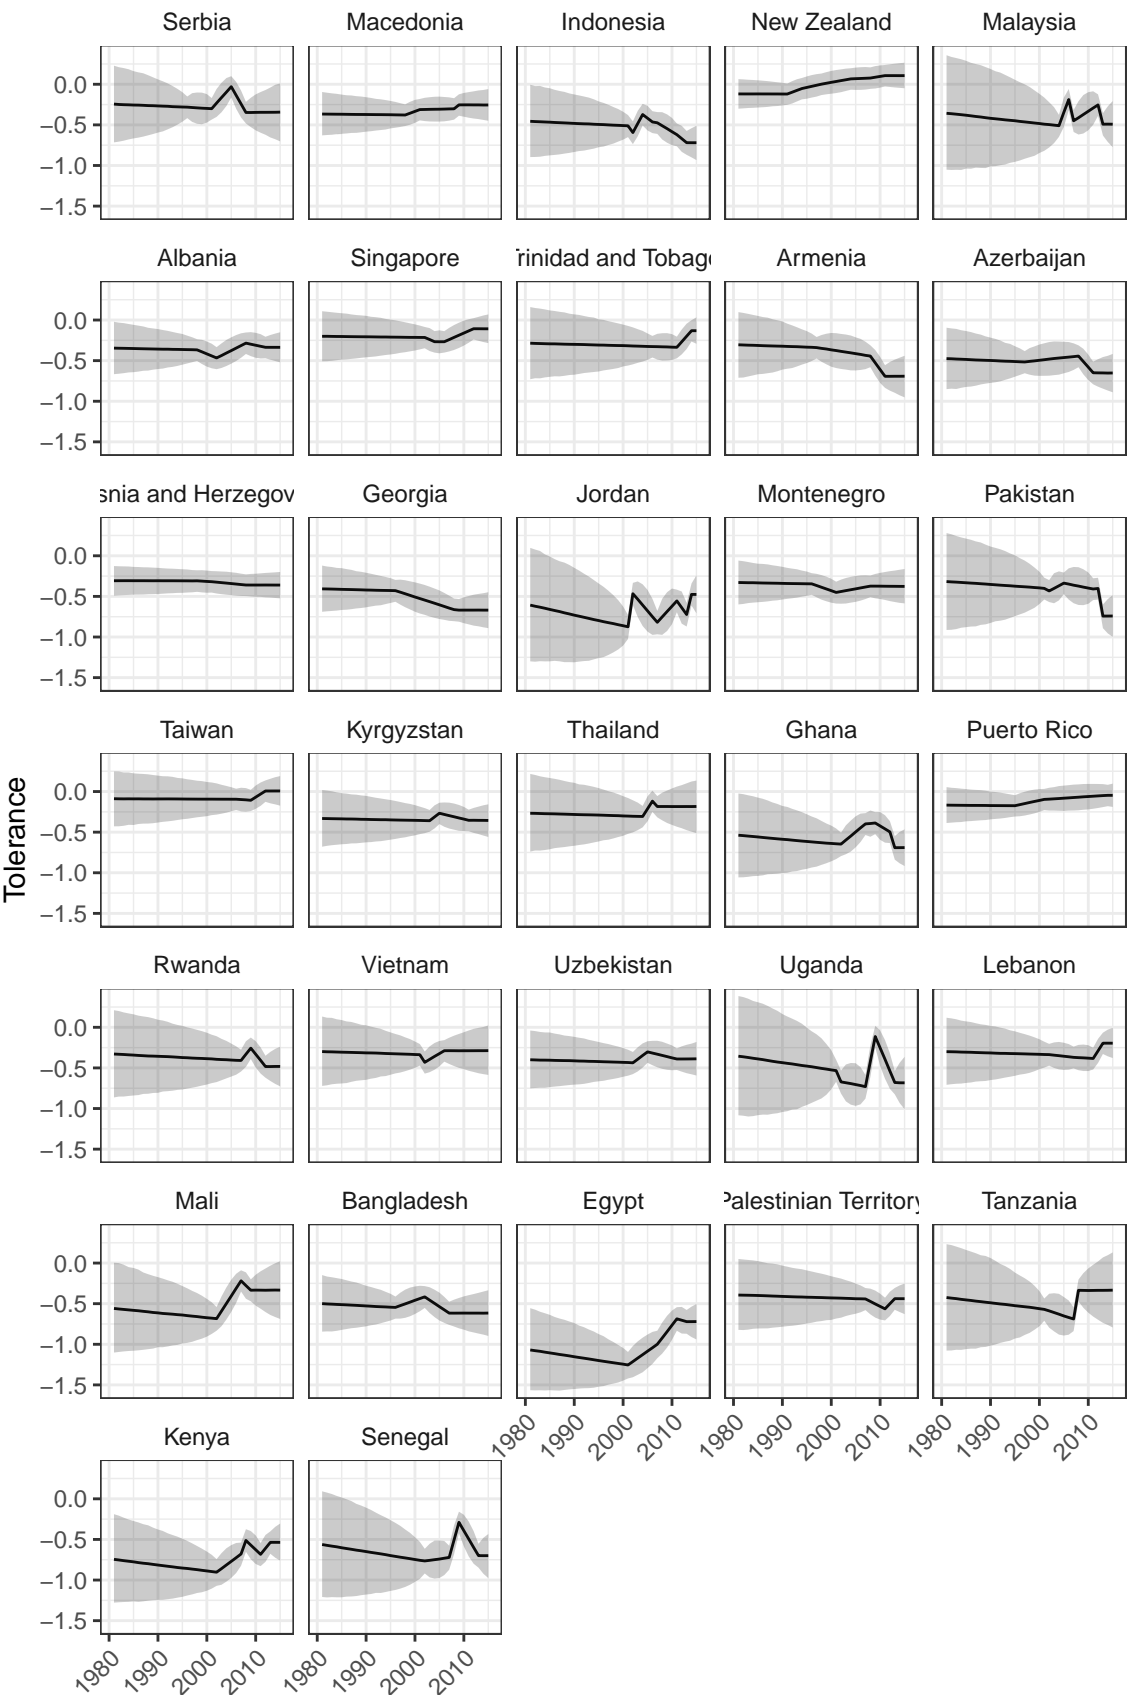 Serbia Macedonia Indonesia New Zealand Malaysia
0.0
−0.5
−1.0
−1.5
Albania Singapore Trinidad and Tobago Armenia Azerbaijan
0.0
−0.5
−1.0
−1.5
snia and Herzegov Georgia Jordan Montenegro Pakistan
0.0
−0.5
−1.0
−1.5
Taiwan Kyrgyzstan Thailand Ghana Puerto Rico
0.0
−0.5
−1.0
−1.5
Tolerance
Rwanda Vietnam Uzbekistan Uganda Lebanon
0.0
−0.5
−1.0
−1.5
Mali Bangladesh Egypt Palestinian Territory Tanzania
0.0
−0.5
−1.0
−1.5
1980 1990 2000 2010 1980 1990 2000 2010 1980 1990 2000 2010
Kenya Senegal
0.0
−0.5
−1.0
−1.5
1980 1990 2000 2010 1980 1990 2000 2010